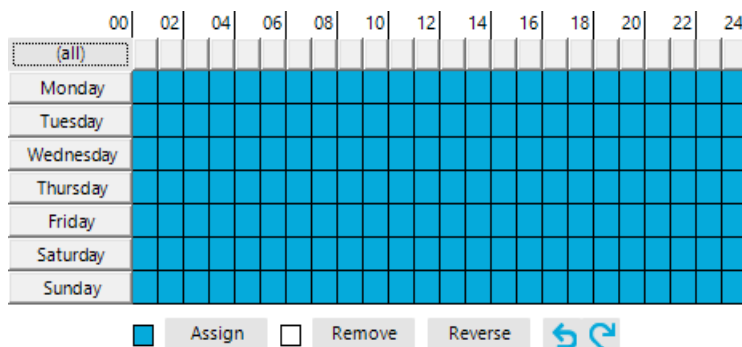 00 02 04 06 08 10 12 14 16 18 20 22 24
(all)
Monday
Tuesday
Wednesday
Thursday
Friday
Saturday
Sunday
Assign Remove Reverse